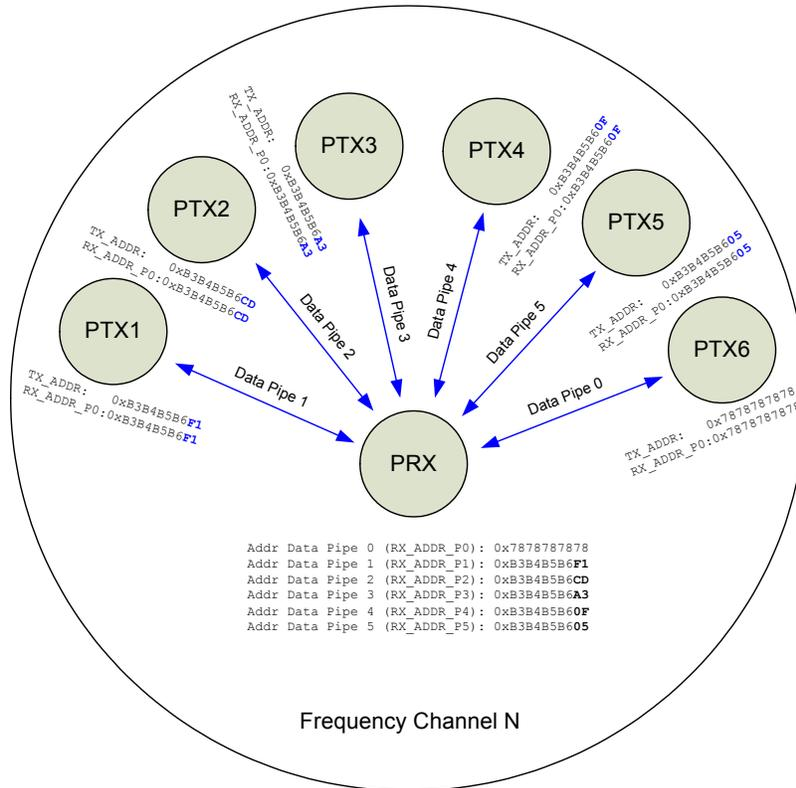 PTX3
PTX4
TX_ADDR: 0xB3B4B5B6A3
RX_ADDR_P0:0xB3B4B5B6A3
TX_ADDR: 0xB3B4B5B60F
RX_ADDR_P0:0xB3B4B5B60F
PTX2
PTX5
TX_ADDR: 0xB3B4B5B6CD
RX_ADDR_P0:0xB3B4B5B6CD
TX_ADDR: 0xB3B4B5B605
RX_ADDR_P0:0xB3B4B5B605
PTX1
PTX6
Data Pipe 1
Data Pipe 2
Data Pipe 3
Data Pipe 4
Data Pipe 5
Data Pipe 0
TX_ADDR: 0xB3B4B5B6F1
RX_ADDR_P0:0xB3B4B5B6F1
TX_ADDR: 0x7878787878
RX_ADDR_P0:0x7878787878
PRX
Addr Data Pipe 0 (RX_ADDR_P0): 0x7878787878
Addr Data Pipe 1 (RX_ADDR_P1): 0xB3B4B5B6F1
Addr Data Pipe 2 (RX_ADDR_P2): 0xB3B4B5B6CD
Addr Data Pipe 3 (RX_ADDR_P3): 0xB3B4B5B6A3
Addr Data Pipe 4 (RX_ADDR_P4): 0xB3B4B5B60F
Addr Data Pipe 5 (RX_ADDR_P5): 0xB3B4B5B605
Frequency Channel N